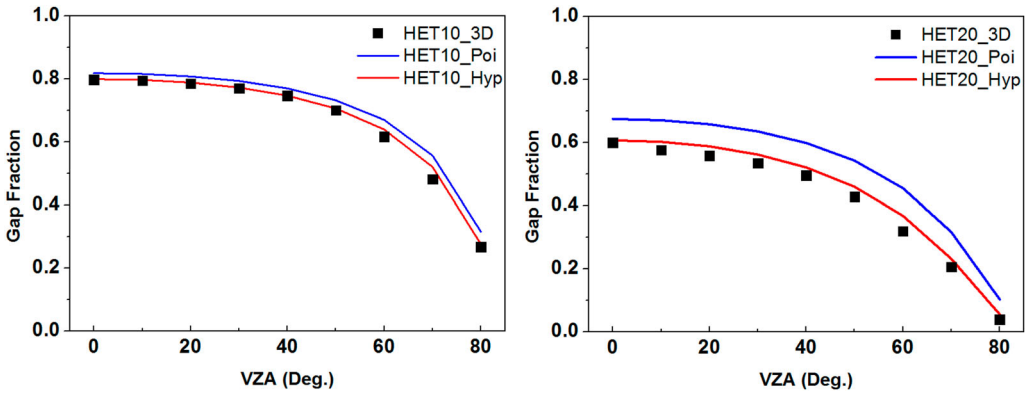 1.0
0.8
0.6
0.4
0.2
0.0
Gap Fraction
HET10_3D
HET10_Poi
HET10_Hyp
0 20 40 60 80
VZA (Deg.)
1.0
0.8
0.6
0.4
0.2
0.0
Gap Fraction
HET20_3D
HET20_Poi
HET20_Hyp
0 20 40 60 80
VZA (Deg.)